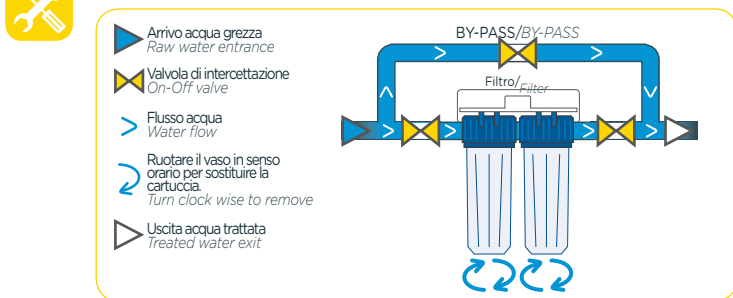 Arrivo acqua grezza
Raw water entrance
Valvola di intercettazione
On-Off valve
Flusso acqua
Water flow
Ruotare il vaso in senso
orario per sostituire la
cartuccia.
Turn clock wise to remove
Uscita acqua trattata
Treated water exit
BY-PASS/BY-PASS
Filtro/Filter